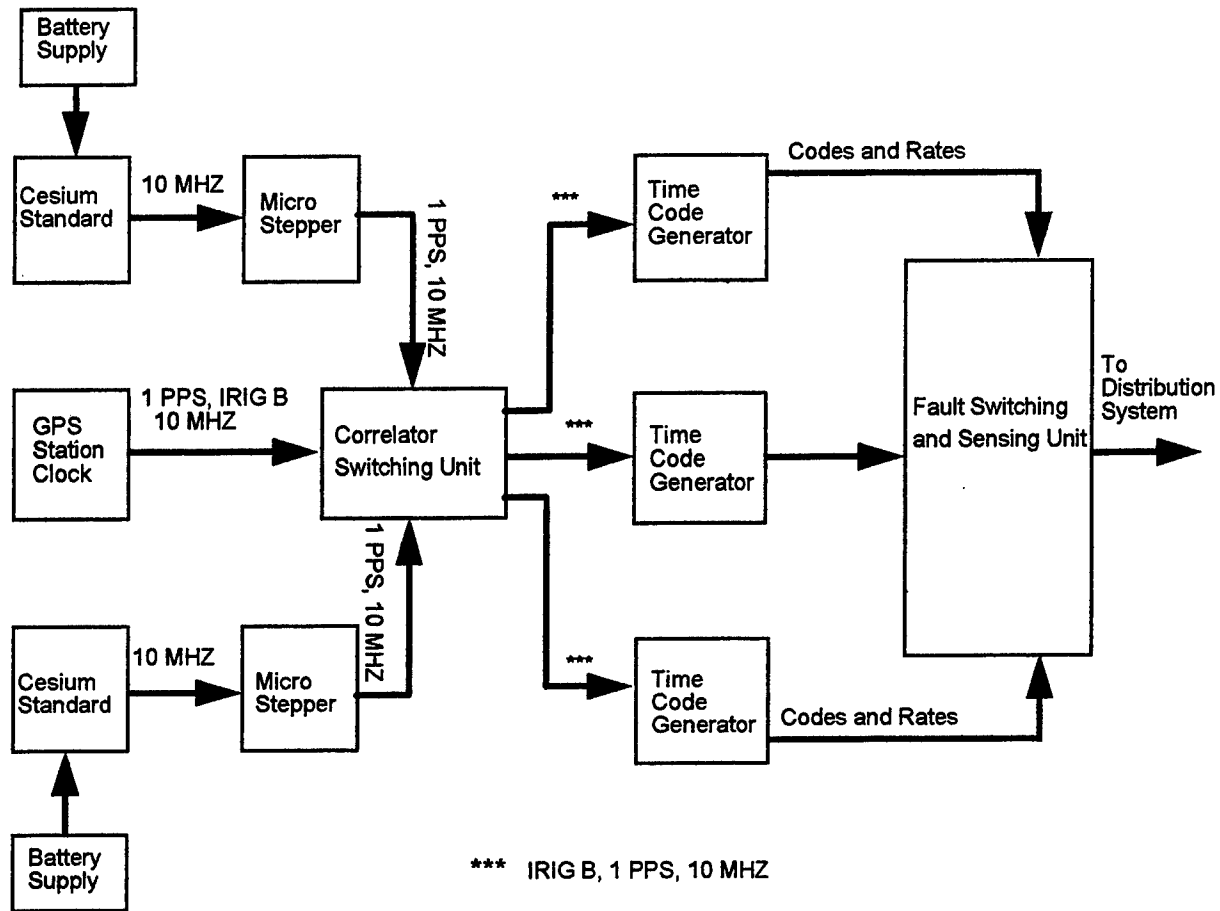 Battery
Supply
Cesium
Standard
10 MHZ
Micro
Stepper
1 PPS, 10 MHZ
***
Time
Code
Generator
Codes and Rates
GPS
Station
Clock
1 PPS, IRIG B
10 MHZ
Correlator
Switching Unit
***
Time
Code
Generator
Fault Switching
and Sensing Unit
To
Distribution
System
Cesium
Standard
10 MHZ
Micro
Stepper
1 PPS, 10 MHZ
***
Time
Code
Generator
Codes and Rates
Battery
Supply
*** IRIG B, 1 PPS, 10 MHZ